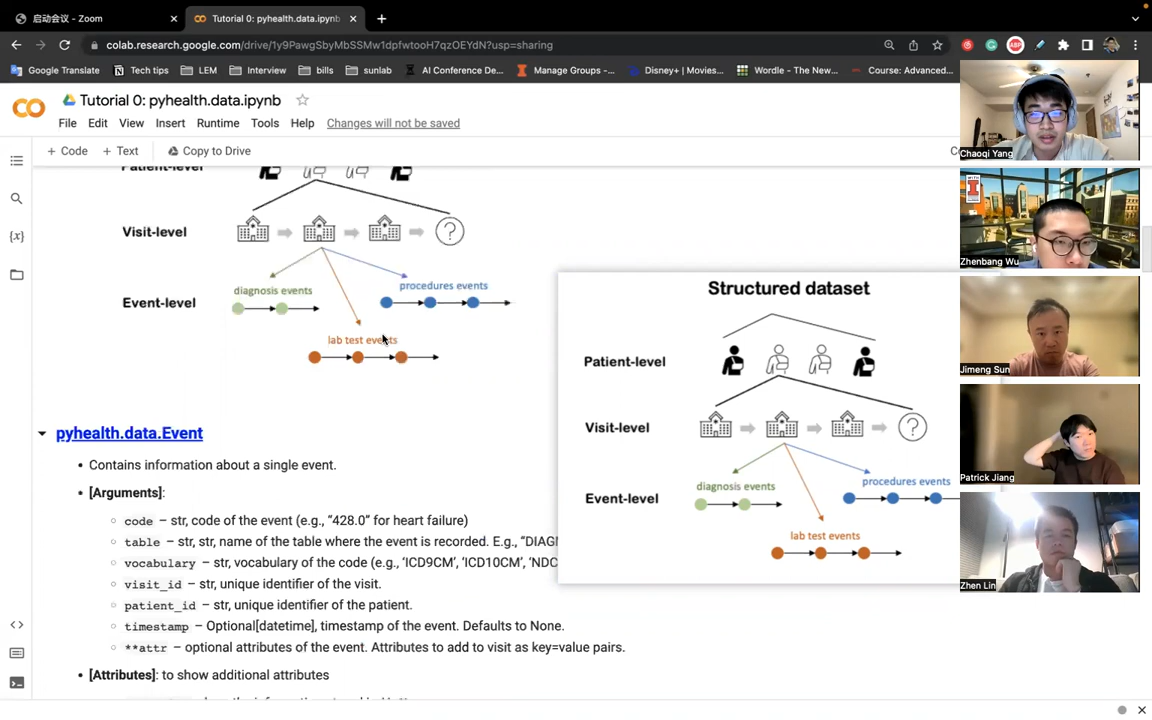 启动会议 - Zoom
Tutorial 0: pyhealth.data.ipynb
colab.research.google.com/drive/1y9PawgSbyMbSSMw1dpfwtooH7qzOEYdN?usp=sharing
Google Translate
Tech tips
LEM
Interview
bills
sunlab
AI Conference De...
Manage Groups -...
Disney+ | Movies...
Wordle - The New...
Course: Advanced...
Tutorial 0: pyhealth.data.ipynb
File Edit View Insert Runtime Tools Help Changes will not be saved
+ Code + Text Copy to Drive
Patient-level
Visit-level
?
diagnosis events
procedures events
Event-level
lab test events
Structured dataset
Patient-level
Visit-level
?
diagnosis events
procedures events
Event-level
lab test events
pyhealth.data.Event
• Contains information about a single event.
• [Arguments]:
code – str, code of the event (e.g., “428.0” for heart failure)
table – str, str, name of the table where the event is recorded. E.g., “DIAGN
vocabulary – str, vocabulary of the code (e.g., ‘ICD9CM’, ‘ICD10CM’, ‘NDC
visit_id – str, unique identifier of the visit.
patient_id – str, unique identifier of the patient.
timestamp – Optional[datetime], timestamp of the event. Defaults to None.
**attr – optional attributes of the event. Attributes to add to visit as key=value pairs.
• [Attributes]: to show additional attributes
Chaoqi Yang
Zhenbang Wu
Jimeng Sun
Patrick Jiang
Zhen Lin